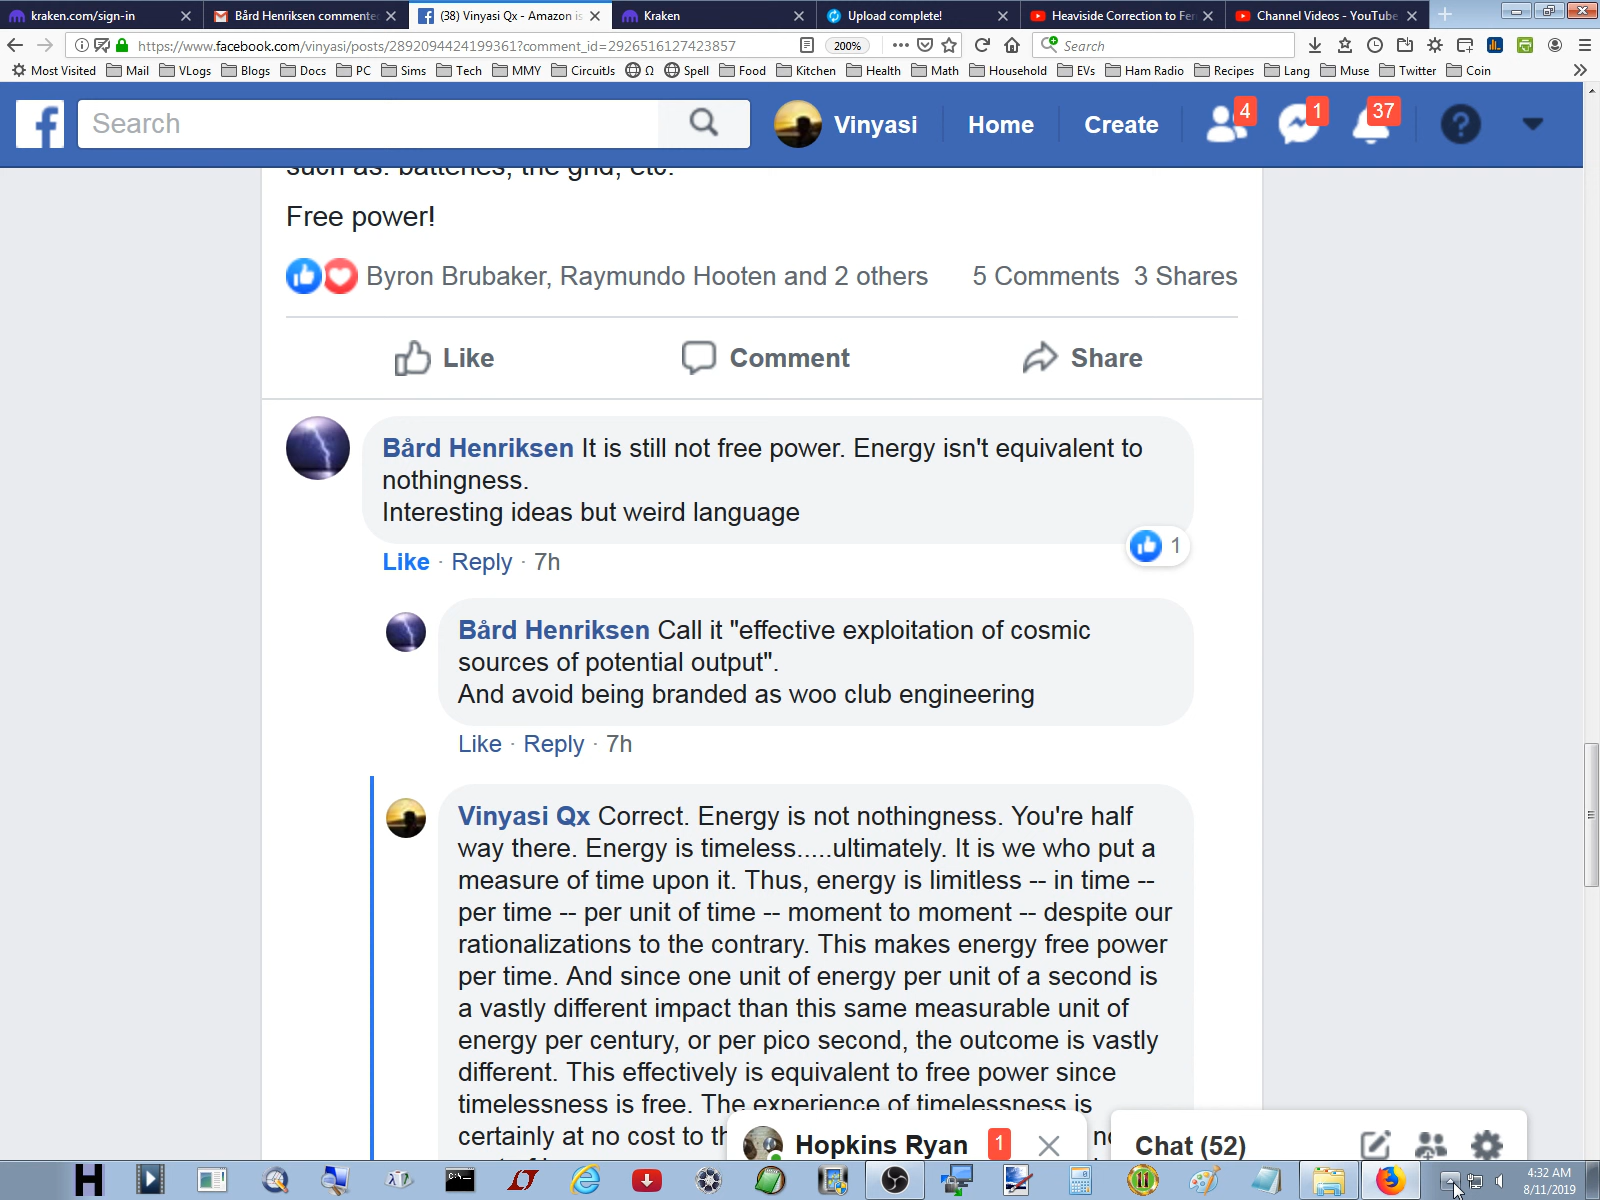 kraken.com/sign-in
Bård Henriksen commente
(38) Vinyasi Qx - Amazon is
Kraken
Upload complete!
Heaviside Correction to Fer
Channel Videos - YouTube
https://www.facebook.com/vinyasi/posts/2892094424199361?comment_id=2926516127423857
200%
Search
Most Visited
Mail
VLogs
Blogs
Docs
PC
Sims
Tech
MMY
CircuitJs
Ω
Spell
Food
Kitchen
Health
Math
Household
EVs
Ham Radio
Recipes
Lang
Muse
Twitter
Coin
Search
Vinyasi
Home
Create
4
1
37
such as: batteries, the grid, etc.
Free power!
Byron Brubaker, Raymundo Hooten and 2 others
5 Comments 3 Shares
Like
Comment
Share
Bård Henriksen It is still not free power. Energy isn't equivalent to
nothingness.
Interesting ideas but weird language
1
Like · Reply · 7h
Bård Henriksen Call it "effective exploitation of cosmic
sources of potential output".
And avoid being branded as woo club engineering
Like · Reply · 7h
Vinyasi Qx Correct. Energy is not nothingness. You're half
way there. Energy is timeless.....ultimately. It is we who put a
measure of time upon it. Thus, energy is limitless -- in time --
per time -- per unit of time -- moment to moment -- despite our
rationalizations to the contrary. This makes energy free power
per time. And since one unit of energy per unit of a second is
a vastly different impact than this same measurable unit of
energy per century, or per pico second, the outcome is vastly
different. This effectively is equivalent to free power since
timelessness is free. The experience of timelessness is
certainly at no cost to
Hopkins Ryan
1
Chat (52)
4:32 AM
8/11/2019